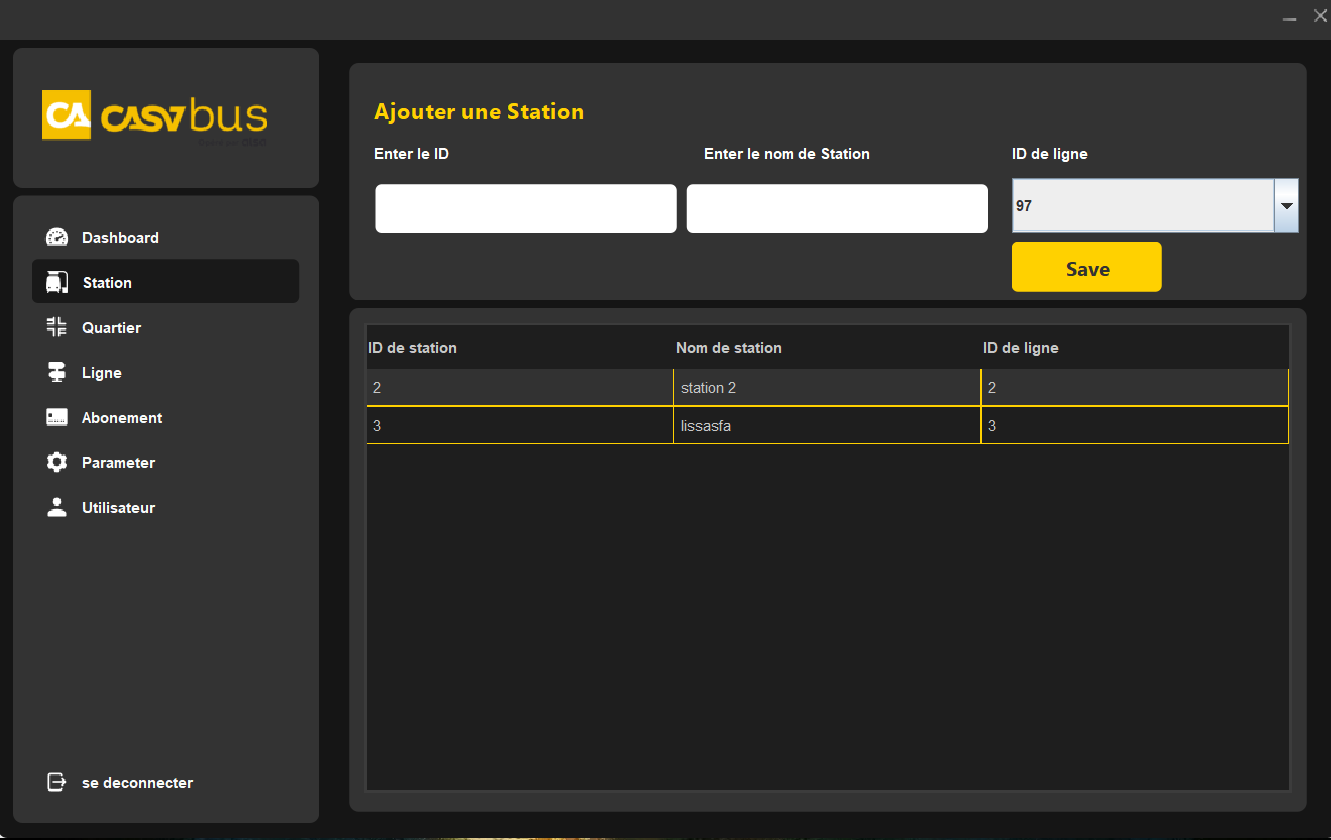 CA CASA bus
Dashboard
Station
Quartier
Ligne
Abonement
Parameter
Utilisateur
se deconnecter
Ajouter une Station
Enter le ID
Enter le nom de Station
ID de ligne
97
Save
ID de station Nom de station ID de ligne
2 station 2 2
3 lissasfa 3